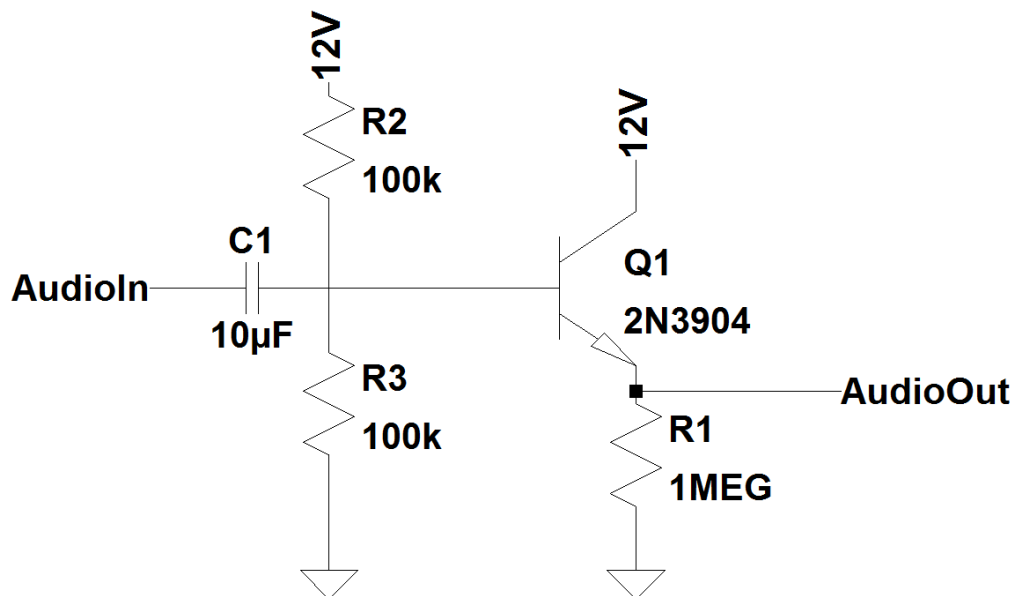 12V
R2
100k
12V
C1
AudioIn
10µF
Q1
2N3904
R3
100k
AudioOut
R1
1MEG